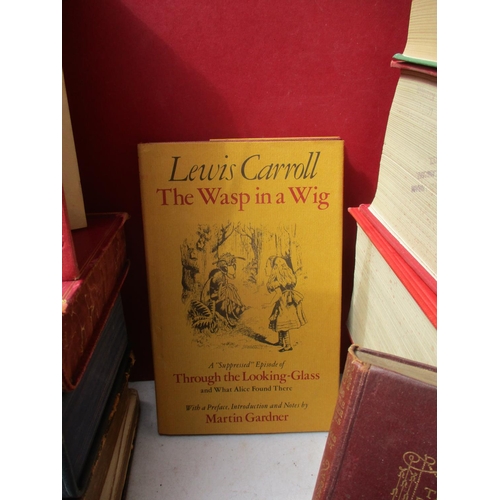 Lewis Carroll
The Wasp in a Wig
A "Suppressed" Episode of
Through the Looking-Glass
and What Alice Found There
With a Preface, Introduction and Notes by
Martin Gardner